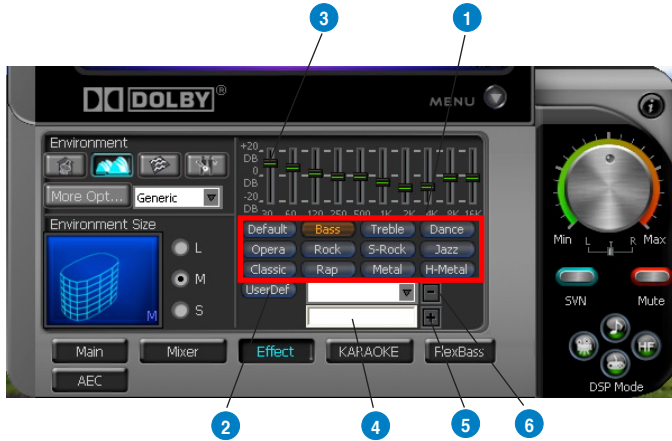 3
1
DOLBY®
MENU
i
Environment
More Opt...
Generic
+20
DB
0
DB
-20
DB
30 60 120 250 500 1K 2K 4K 8K 16K
Environment Size
L
M
S
M
Default Bass Treble Dance
Opera Rock S-Rock Jazz
Classic Rap Metal H-Metal
UserDef
-
+
Min L R Max
SVN Mute
HF
DSP Mode
Main Mixer Effect KARAOKE FlexBass
AEC
2
4
5
6